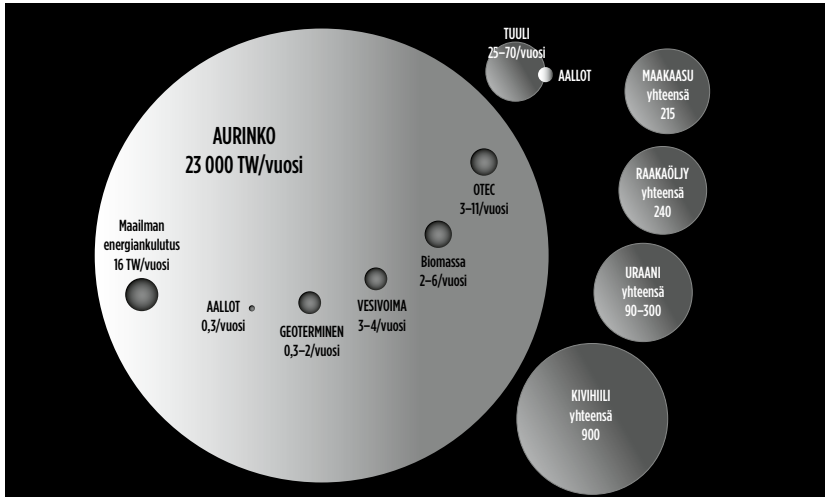 TUULI
25–70/vuosi
AALLOT
MAAKAASU
yhteensä
215
AURINKO
23 000 TW/vuosi
OTEC
3–11/vuosi
RAAKAÖLJY
yhteensä
240
Maailman
energiankulutus
16 TW/vuosi
Biomassa
2–6/vuosi
URAANI
yhteensä
90–300
AALLOT
0,3/vuosi
GEOTERMINEN
0,3–2/vuosi
VESIVOIMA
3–4/vuosi
KIVIHIILI
yhteensä
900